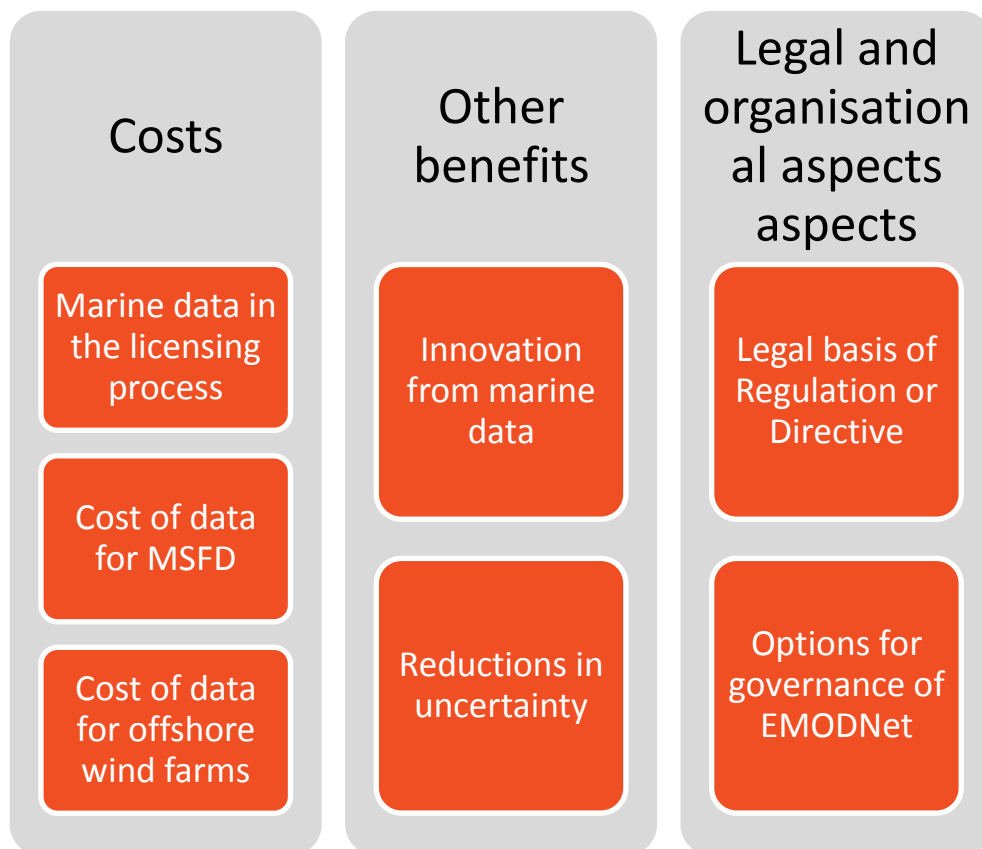 Costs
Marine data in
the licensing
process
Cost of data
for MSFD
Cost of data
for offshore
wind farms
Other
benefits
Innovation
from marine
data
Reductions in
uncertainty
Legal and
organisation
al aspects
aspects
Legal basis of
Regulation or
Directive
Options for
governance of
EMODNet